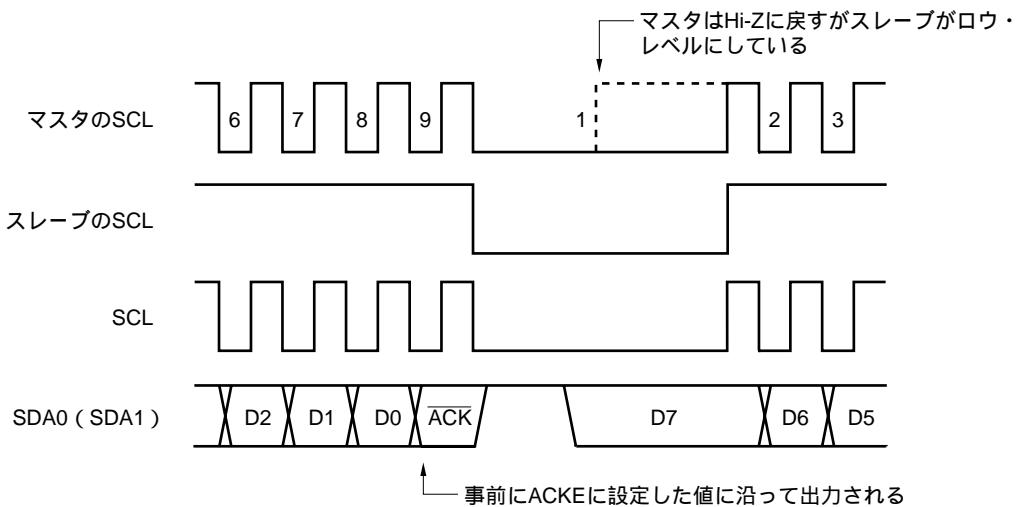 マスタはHi-Zに戻すがスレーブがロウ・
レベルにしている
マスタのSCL 6 7 8 9 1 2 3
スレーブのSCL
SCL
SDA0（SDA1） D2 D1 D0 ACK D7 D6 D5
事前にACKEに設定した値に沿って出力される